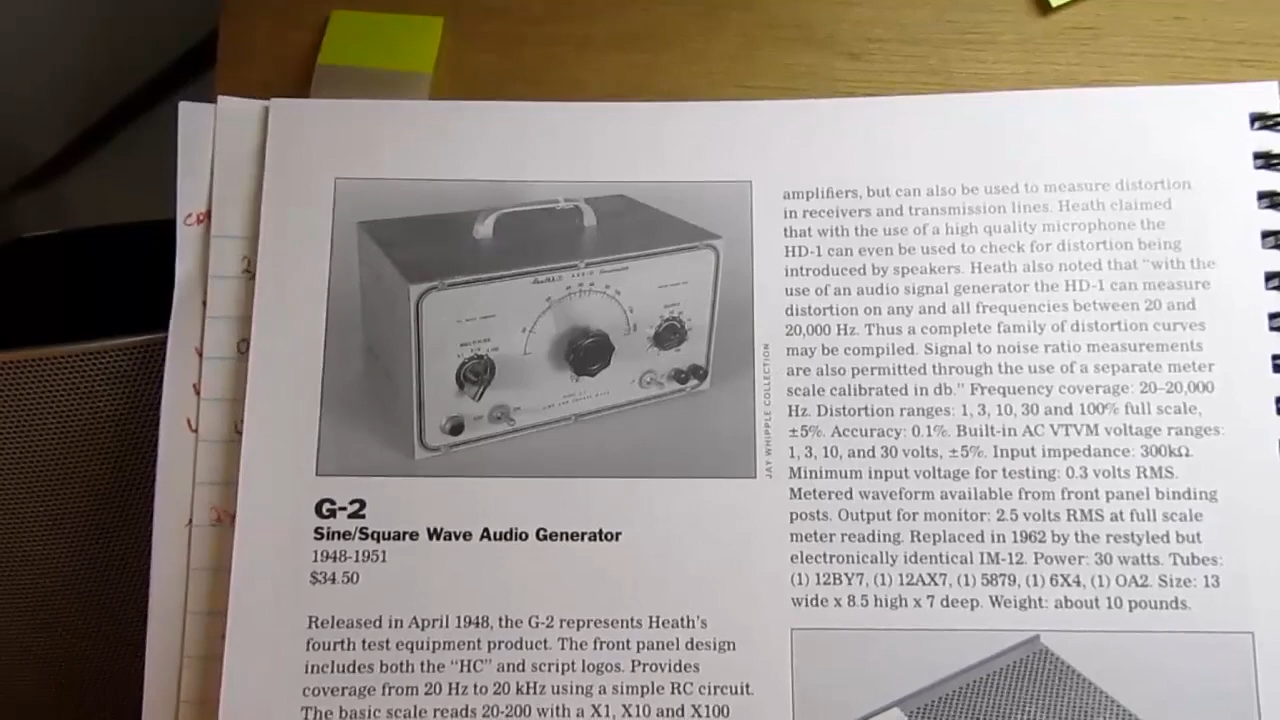 JAY WHIPPLE COLLECTION
G-2
Sine/Square Wave Audio Generator
1948-1951
$34.50
Released in April 1948, the G-2 represents Heath's
fourth test equipment product. The front panel design
includes both the "HC" and script logos. Provides
coverage from 20 Hz to 20 kHz using a simple RC circuit.
The basic scale reads 20-200 with a X1, X10 and X100
amplifiers, but can also be used to measure distortion
in receivers and transmission lines. Heath claimed
that with the use of a high quality microphone the
HD-1 can even be used to check for distortion being
introduced by speakers. Heath also noted that "with the
use of an audio signal generator the HD-1 can measure
distortion on any and all frequencies between 20 and
20,000 Hz. Thus a complete family of distortion curves
may be compiled. Signal to noise ratio measurements
are also permitted through the use of a separate meter
scale calibrated in db." Frequency coverage: 20–20,000
Hz. Distortion ranges: 1, 3, 10, 30 and 100% full scale,
±5%. Accuracy: 0.1%. Built-in AC VTVM voltage ranges:
1, 3, 10, and 30 volts, ±5%. Input impedance: 300kΩ.
Minimum input voltage for testing: 0.3 volts RMS.
Metered waveform available from front panel binding
posts. Output for monitor: 2.5 volts RMS at full scale
meter reading. Replaced in 1962 by the restyled but
electronically identical IM-12. Power: 30 watts. Tubes:
(1) 12BY7, (1) 12AX7, (1) 5879, (1) 6X4, (1) OA2. Size: 13
wide x 8.5 high x 7 deep. Weight: about 10 pounds.